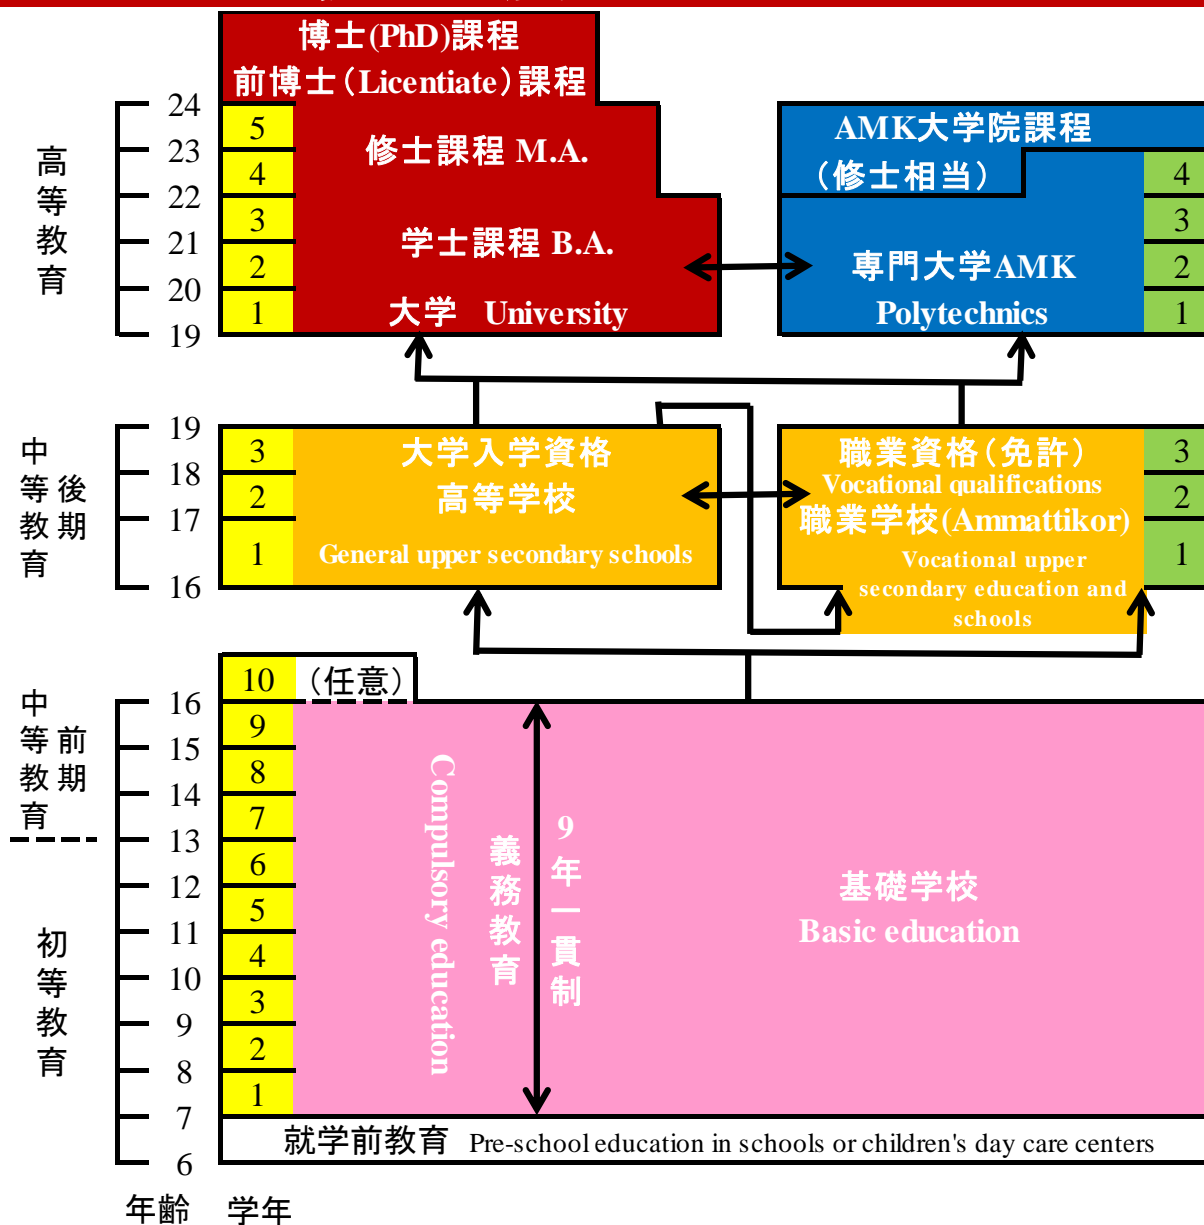 博士(PhD)課程
前博士(Licentiate)課程
高等教育
24
23
22
21
20
19
5
4
3
2
1
修士課程 M.A.
学士課程 B.A.
大学 University
AMK大学院課程
(修士相当)
専門大学AMK
Polytechnics
4
3
2
1
中等教育
後期
19
18
17
16
3
2
1
大学入学資格
高等学校
General upper secondary schools
職業資格(免許)
Vocational qualifications
職業学校(Ammattikor)
Vocational upper
secondary education and
schools
3
2
1
中等教育
前期
初等教育
16
15
14
13
12
11
10
9
8
7
6
10
9
8
7
6
5
4
3
2
1
(任意)
Compulsory education
義務教育
9年一貫制
基礎学校
Basic education
就学前教育 Pre-school education in schools or children's day care centers
年齢 学年